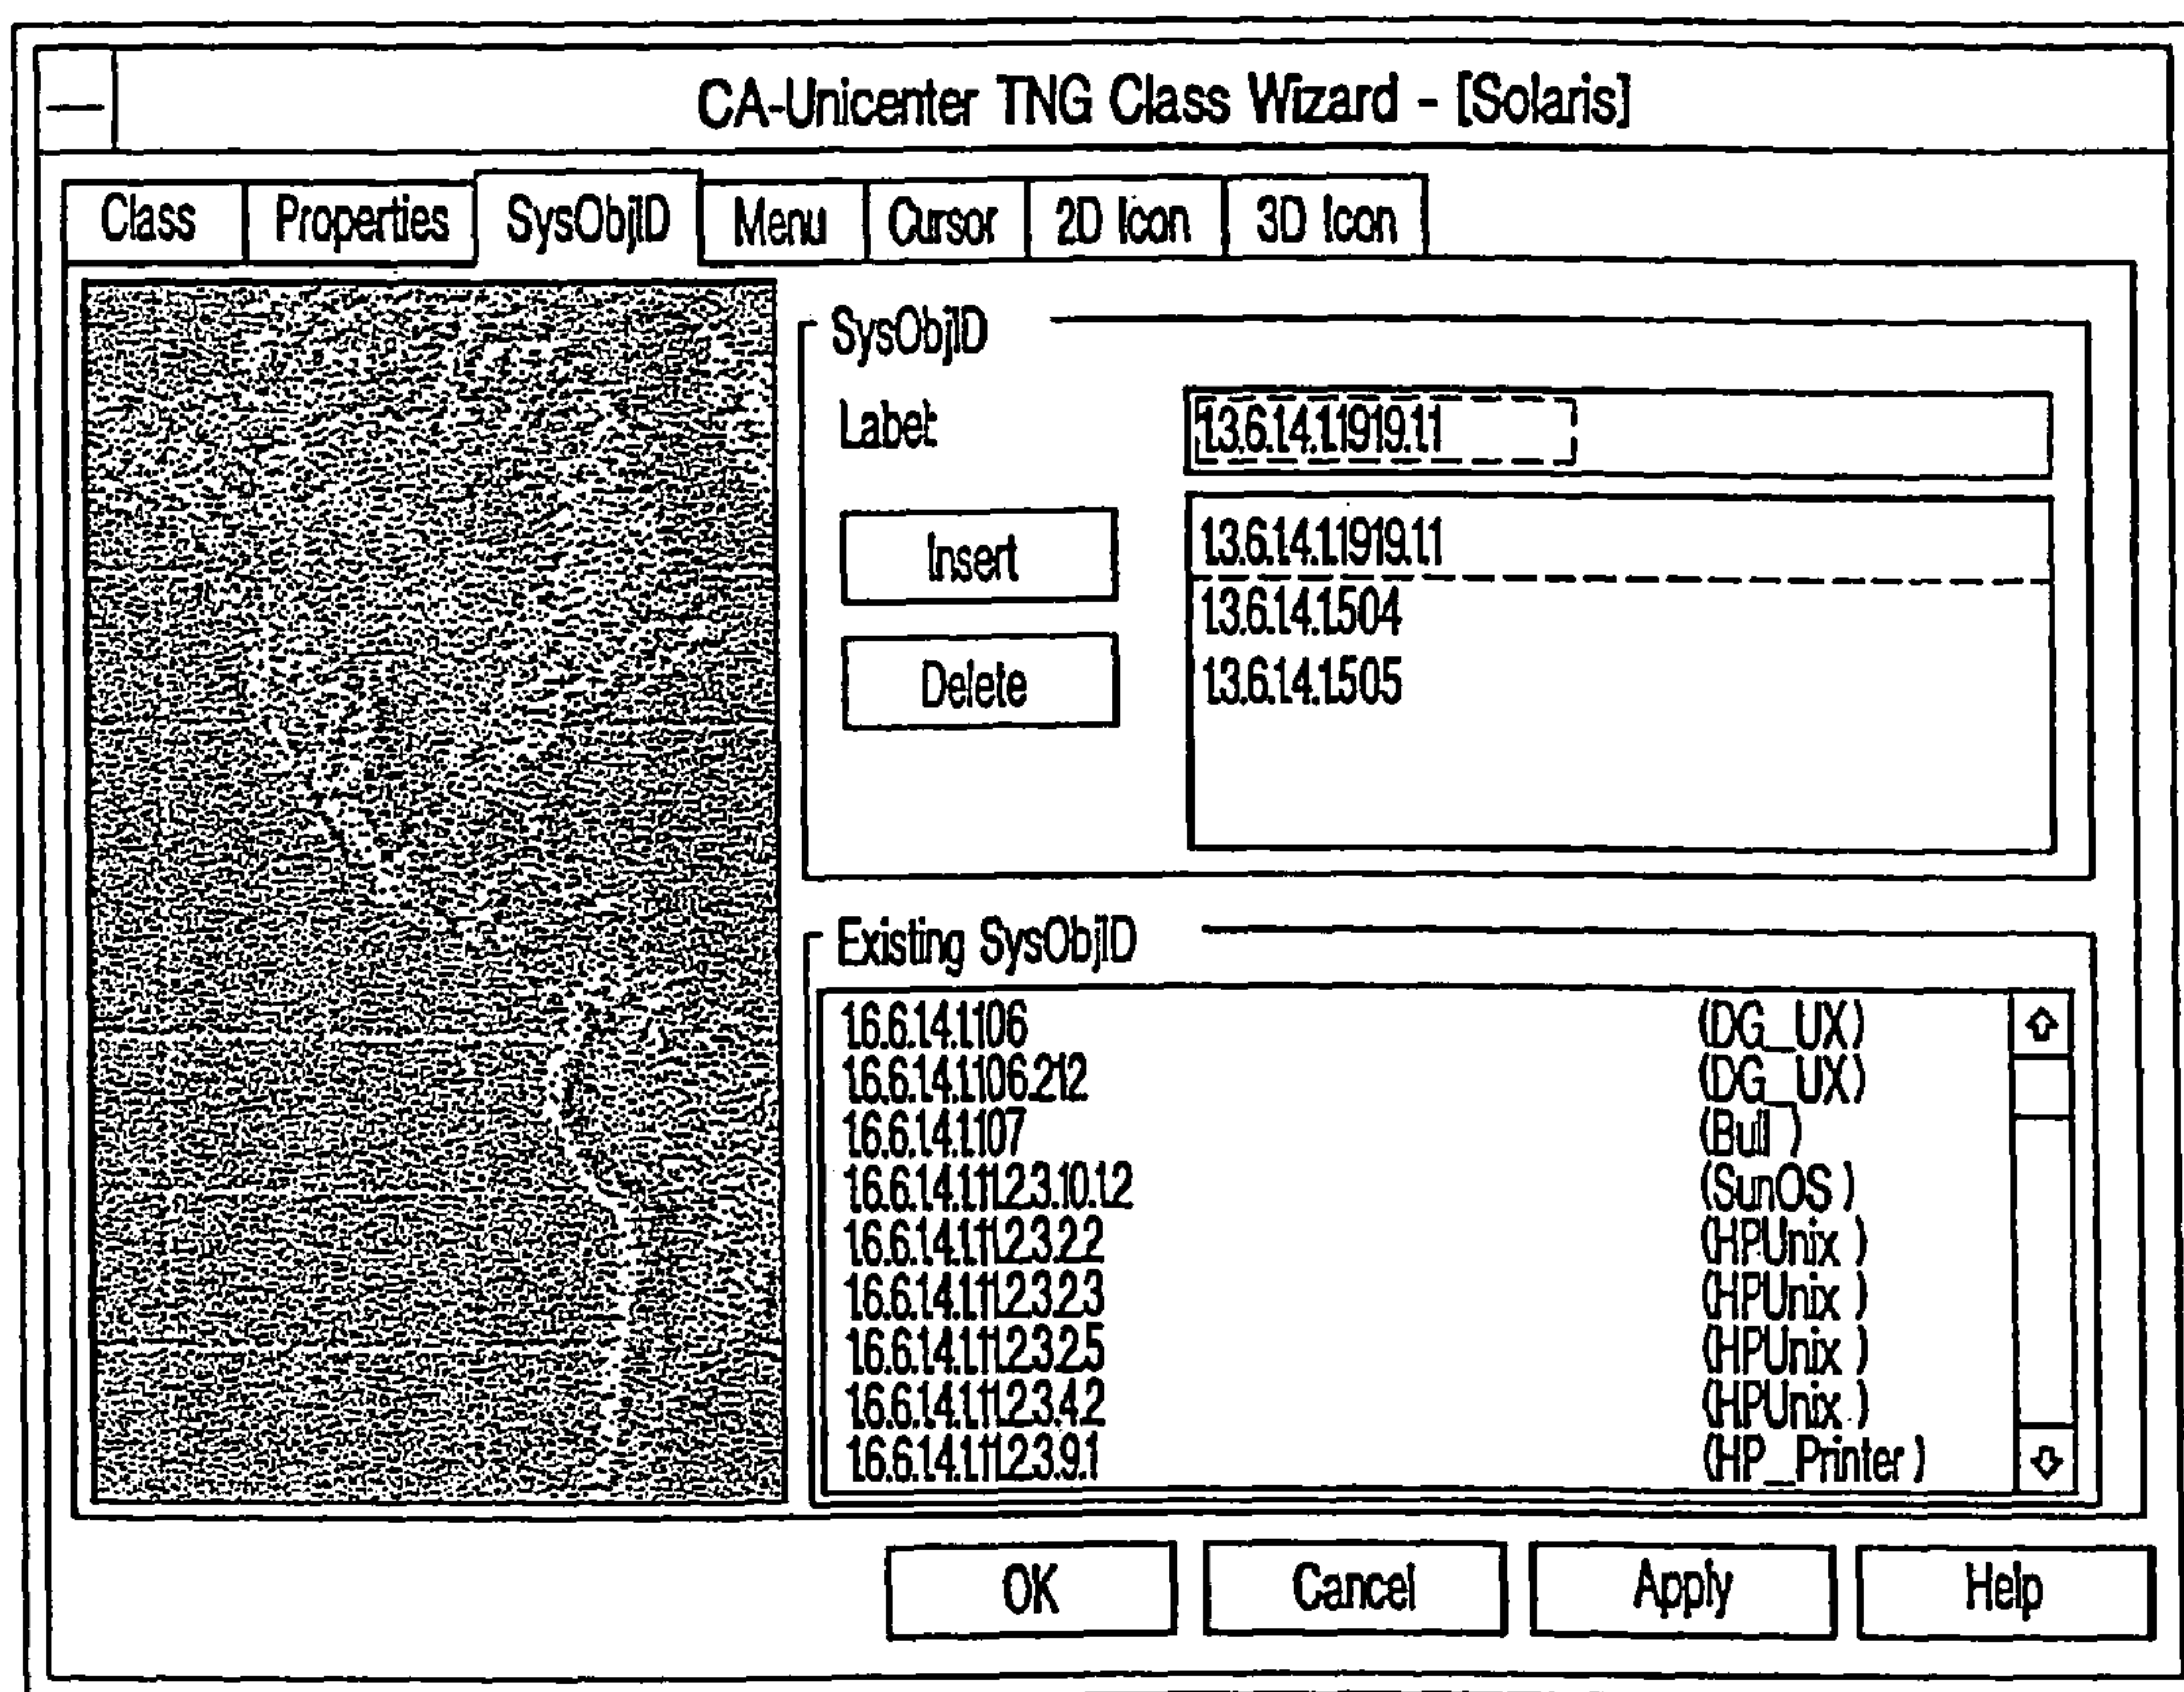 CA-Unicenter TNG Class Wizard - [Solaris]
Class Properties SysObjID Menu Cursor 2D Icon 3D Icon
SysObjID
Label: 1.3.6.1.4.1.1919.1.1
Insert 1.3.6.1.4.1.1919.1.1
1.3.6.1.4.1.504
Delete 1.3.6.1.4.1.505
Existing SysObjID
1.6.6.1.4.1.106 (DG_UX)
1.6.6.1.4.1.106.2.12 (DG_UX)
1.6.6.1.4.1.107 (Bull )
1.6.6.1.4.1.11.2.3.10.1.2 (SunOS )
1.6.6.1.4.1.11.2.3.2.2 (HPUnix )
1.6.6.1.4.1.11.2.3.2.3 (HPUnix )
1.6.6.1.4.1.11.2.3.2.5 (HPUnix )
1.6.6.1.4.1.11.2.3.4.2 (HPUnix )
1.6.6.1.4.1.11.2.3.9.1 (HP_Printer )
OK Cancel Apply Help